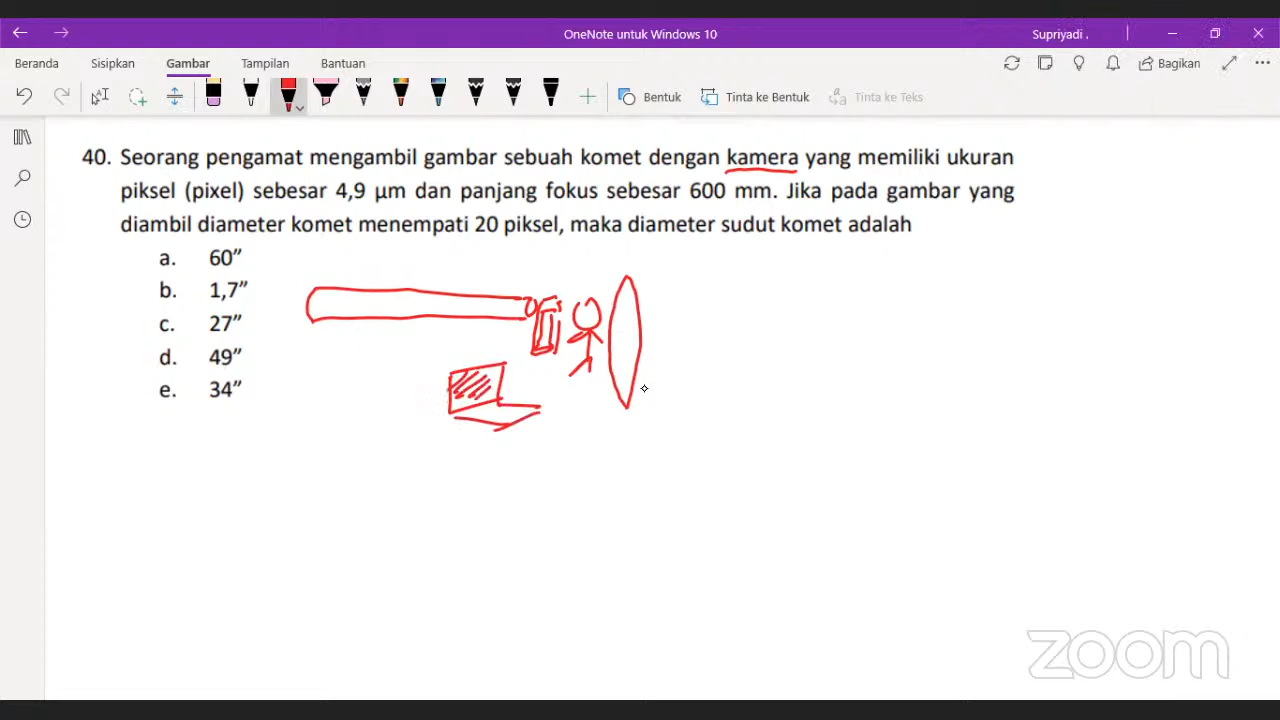 OneNote untuk Windows 10
Supriyadi .
Beranda
Sisipkan
Gambar
Tampilan
Bantuan
Bagikan
Bentuk
Tinta ke Bentuk
Tinta ke Teks
40. Seorang pengamat mengambil gambar sebuah komet dengan kamera yang memiliki ukuran
piksel (pixel) sebesar 4,9 µm dan panjang fokus sebesar 600 mm. Jika pada gambar yang
diambil diameter komet menempati 20 piksel, maka diameter sudut komet adalah
a. 60”
b. 1,7”
c. 27”
d. 49”
e. 34”
zoom